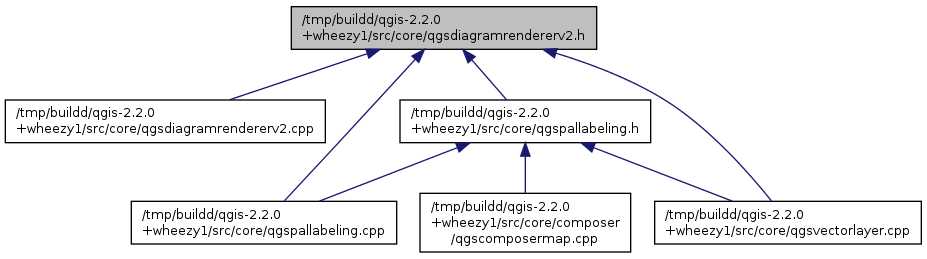 /tmp/buildd/qgis-2.2.0
+wheezy1/src/core/qgsdiagramrendererv2.h
/tmp/buildd/qgis-2.2.0
+wheezy1/src/core/qgsdiagramrendererv2.cpp
/tmp/buildd/qgis-2.2.0
+wheezy1/src/core/qgspallabeling.h
/tmp/buildd/qgis-2.2.0
+wheezy1/src/core/qgspallabeling.cpp
/tmp/buildd/qgis-2.2.0
+wheezy1/src/core/composer
/qgscomposermap.cpp
/tmp/buildd/qgis-2.2.0
+wheezy1/src/core/qgsvectorlayer.cpp